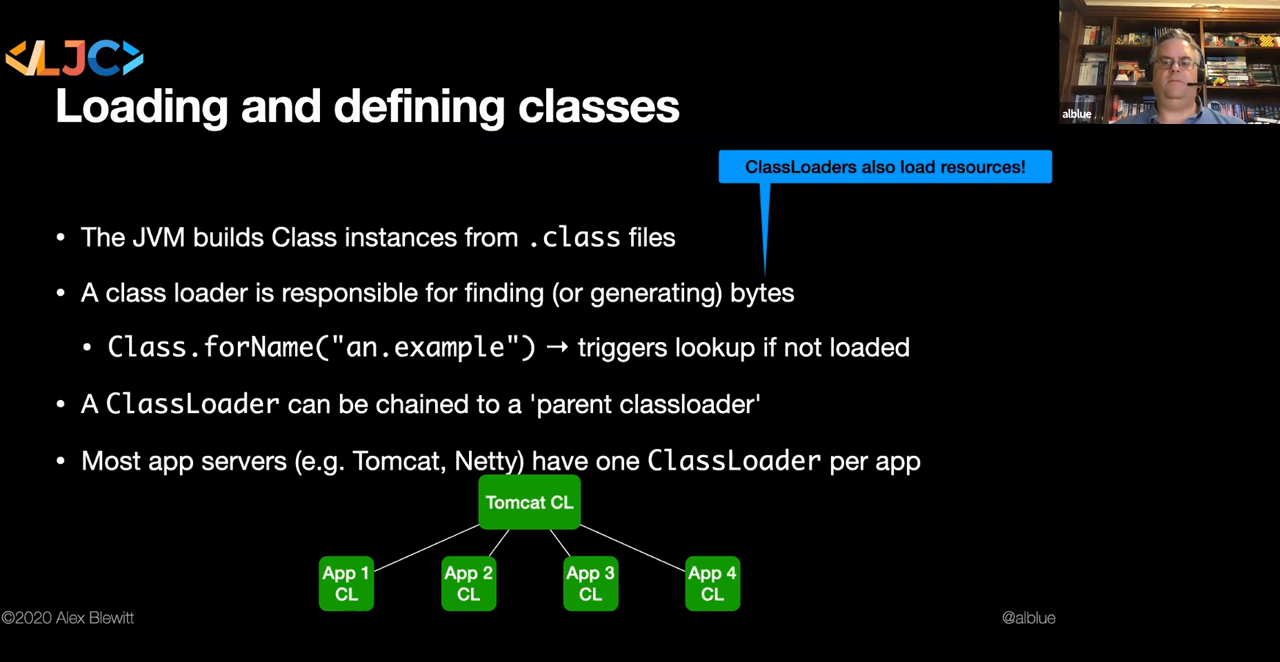 <LJC>
alblue
Loading and defining classes
ClassLoaders also load resources!
• The JVM builds Class instances from .class files
• A class loader is responsible for finding (or generating) bytes
• Class.forName("an.example") → triggers lookup if not loaded
• A ClassLoader can be chained to a 'parent classloader'
• Most app servers (e.g. Tomcat, Netty) have one ClassLoader per app
Tomcat CL
App 1
CL
App 2
CL
App 3
CL
App 4
CL
©2020 Alex Blewitt
@alblue